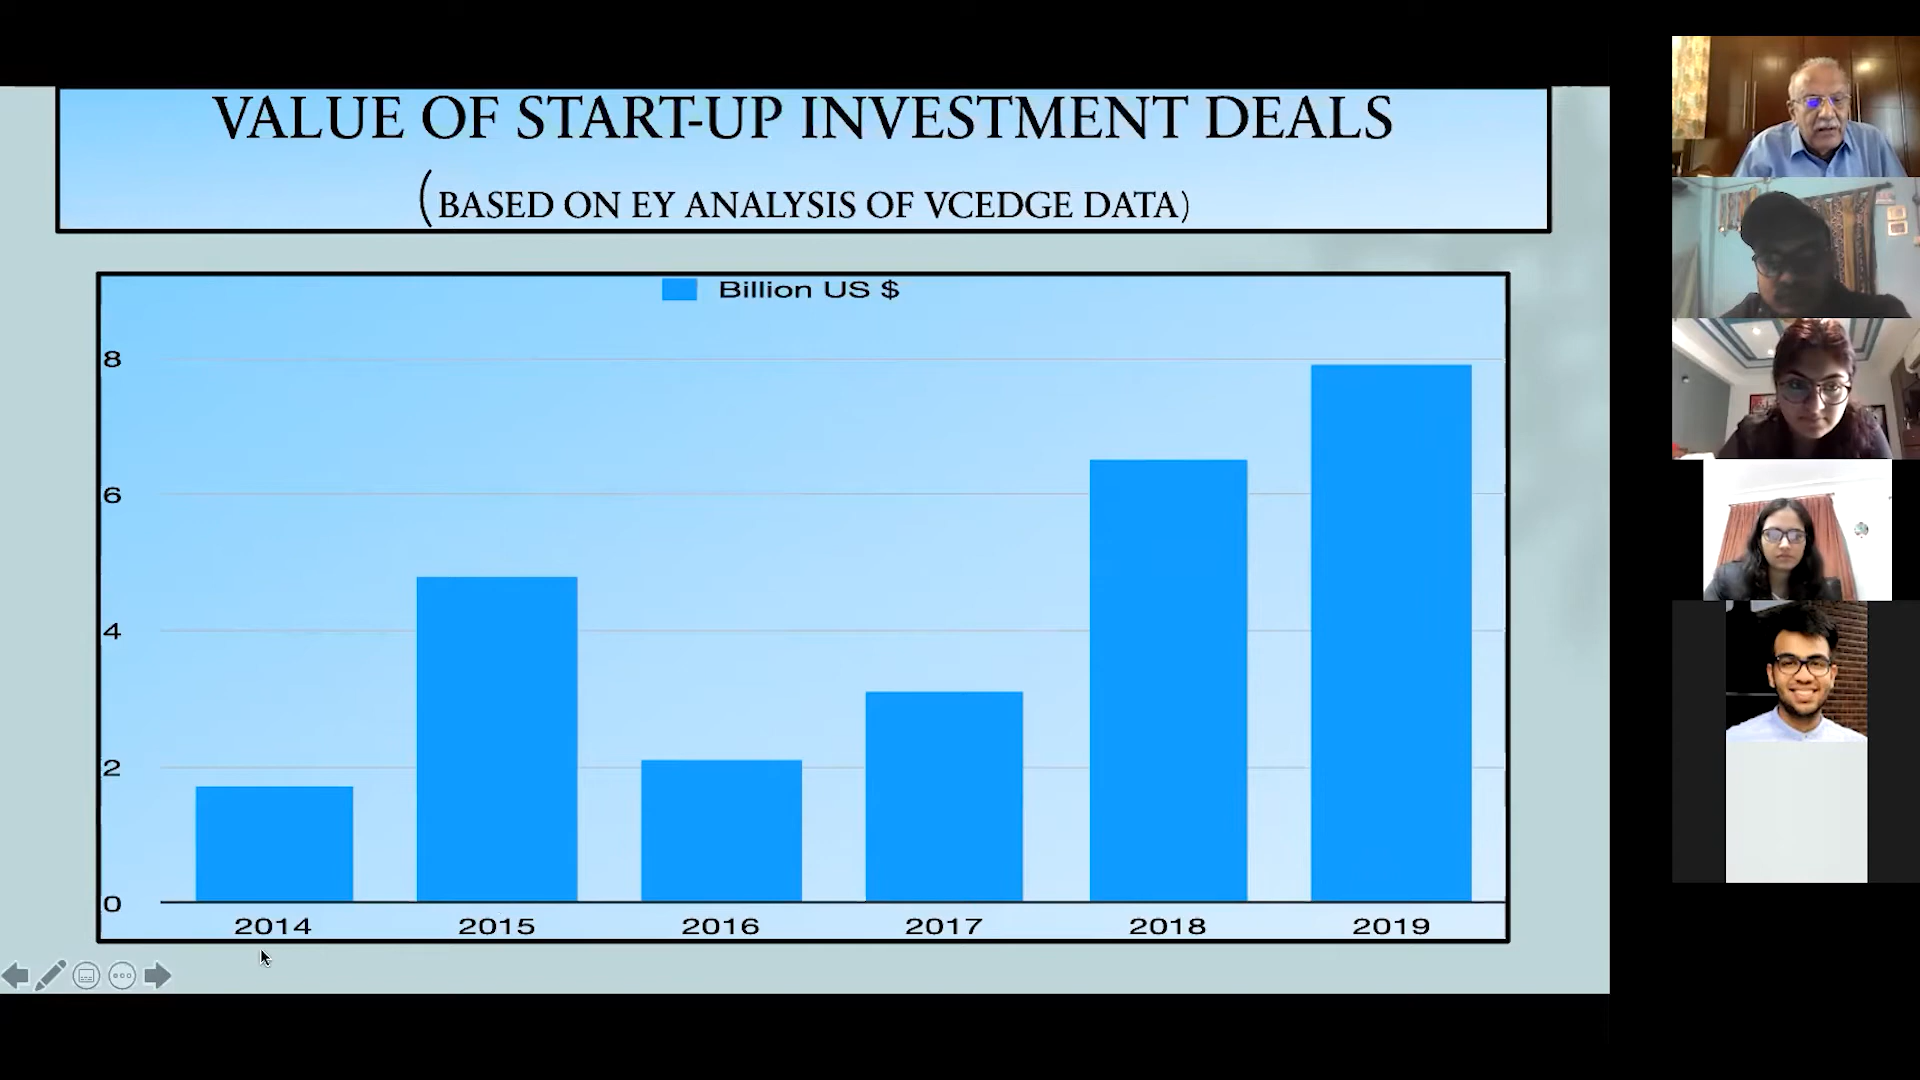 VALUE OF START-UP INVESTMENT DEALS
(BASED ON EY ANALYSIS OF VCEDGE DATA)
Billion US $
8
6
4
2
0
2014 2015 2016 2017 2018 2019